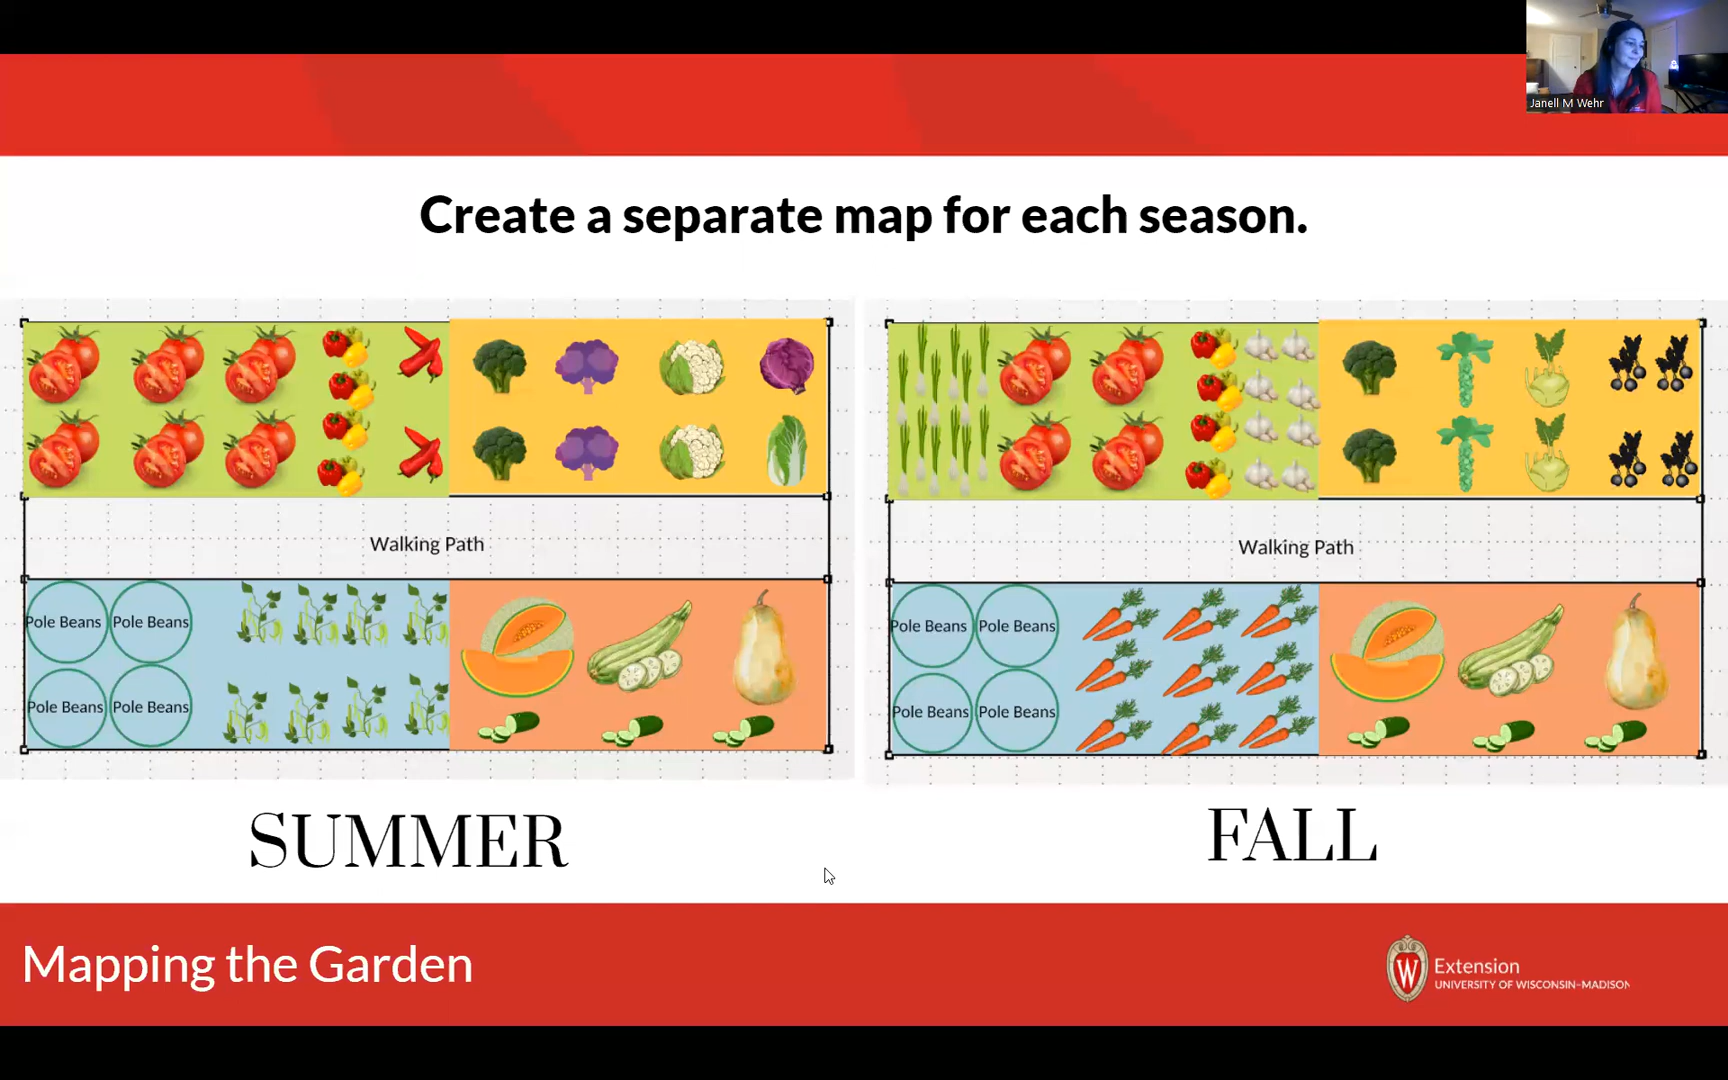 Janell M Wehr
Create a separate map for each season.
Walking Path
Pole Beans Pole Beans
Pole Beans Pole Beans
SUMMER
Walking Path
Pole Beans Pole Beans
Pole Beans Pole Beans
FALL
Mapping the Garden
W
Extension
UNIVERSITY OF WISCONSIN–MADISON